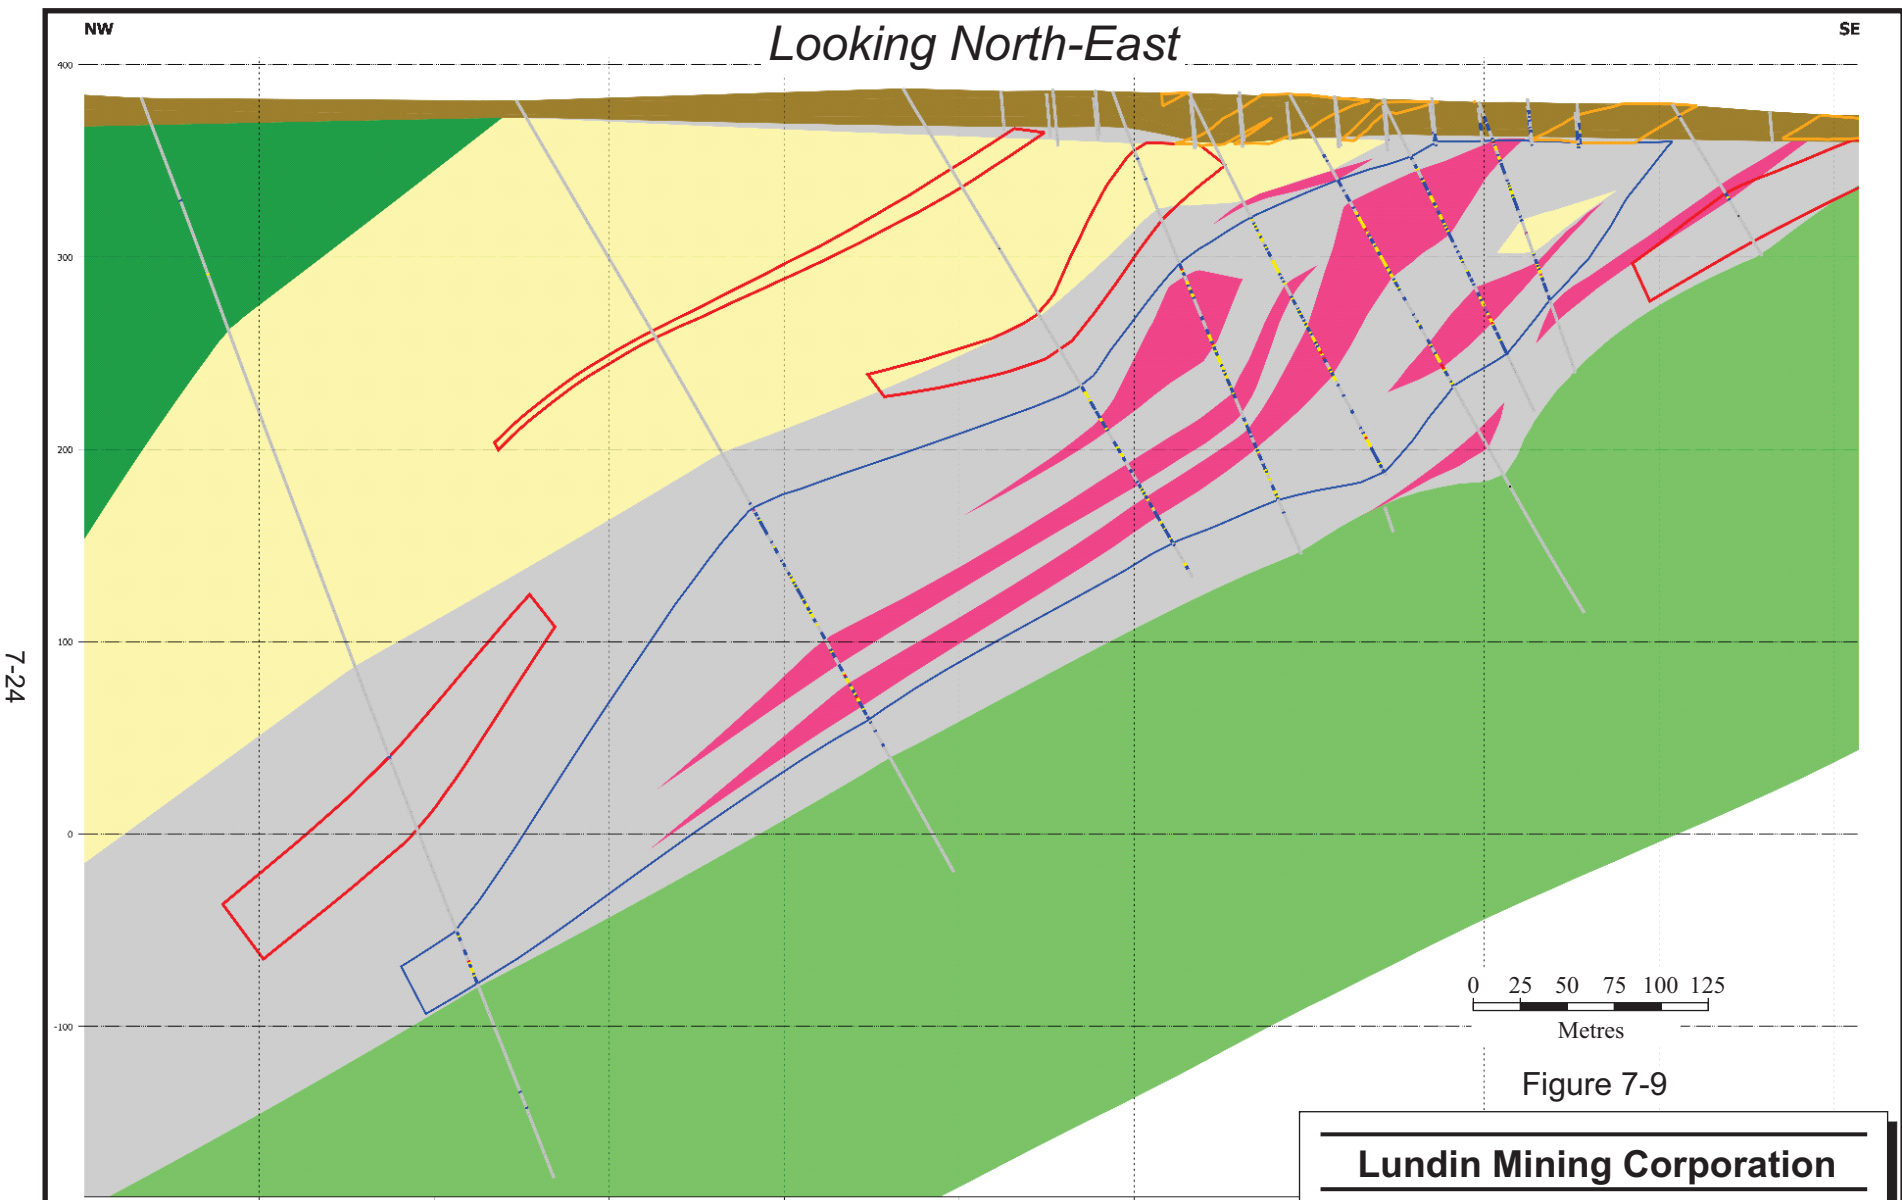 NW
Looking North-East
SE
400
300
200
100
0
-100
7-24
0 25 50 75 100 125
Metres
Figure 7-9
Lundin Mining Corporation